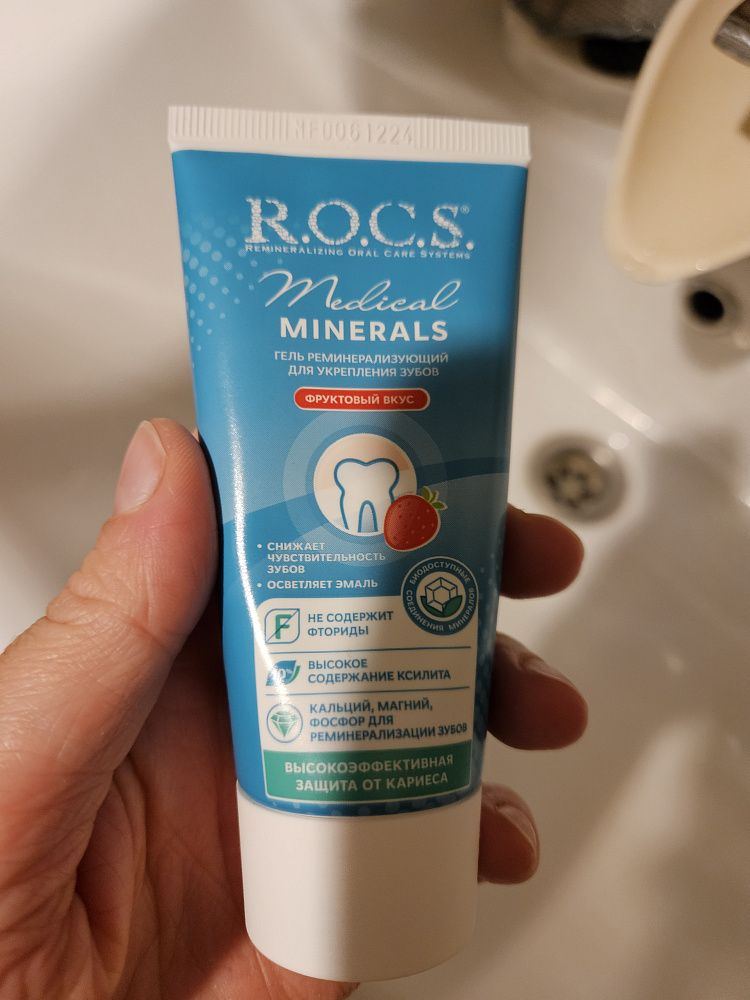 MF0061224
R.O.C.S.®
REMINERALIZING ORAL CARE SYSTEMS
Medical
MINERALS
ГЕЛЬ РЕМИНЕРАЛИЗУЮЩИЙ
ДЛЯ УКРЕПЛЕНИЯ ЗУБОВ
ФРУКТОВЫЙ ВКУС
• СНИЖАЕТ
ЧУВСТВИТЕЛЬНОСТЬ
ЗУБОВ
• ОСВЕТЛЯЕТ ЭМАЛЬ
БИОДОСТУПНЫЕ
СОЕДИНЕНИЯ МИНЕРАЛОВ
F
НЕ СОДЕРЖИТ
ФТОРИДЫ
ВЫСОКОЕ
СОДЕРЖАНИЕ КСИЛИТА
КАЛЬЦИЙ, МАГНИЙ,
ФОСФОР ДЛЯ
РЕМИНЕРАЛИЗАЦИИ ЗУБОВ
ВЫСОКОЭФФЕКТИВНАЯ
ЗАЩИТА ОТ КАРИЕСА